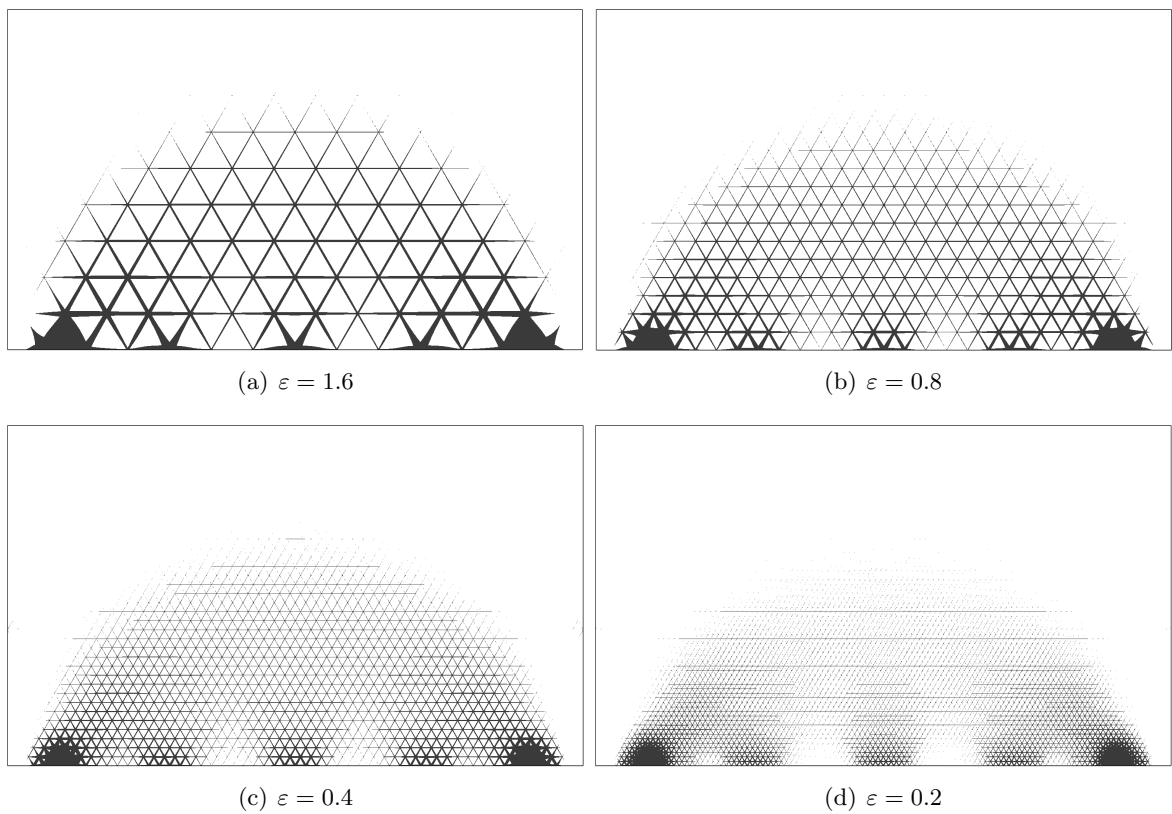 (a) ε = 1.6
(b) ε = 0.8
(c) ε = 0.4
(d) ε = 0.2